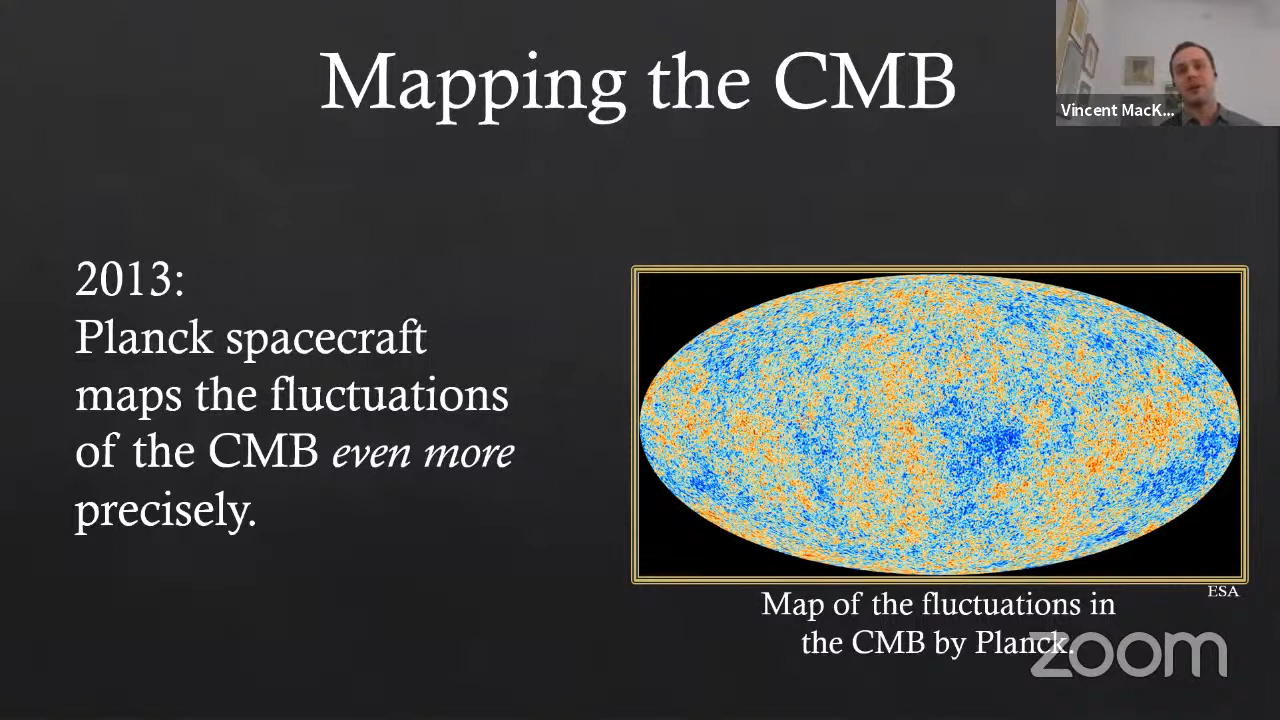 Mapping the CMB
Vincent MacK...
2013:
Planck spacecraft
maps the fluctuations
of the CMB even more
precisely.
ESA
Map of the fluctuations in
the CMB by Planck.
zoom